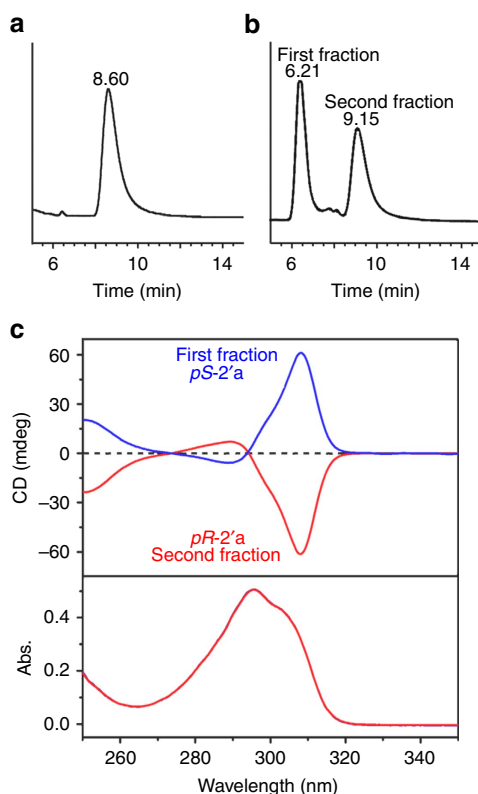 a
8.60
6
10
14
Time (min)
b
First fraction
6.21
Second fraction
9.15
6
10
14
Time (min)
c
CD (mdeg)
60
30
0
−30
−60
First fraction
pS-2′a
pR-2′a
Second fraction
Abs.
0.4
0.2
0.0
260
280
300
320
340
Wavelength (nm)